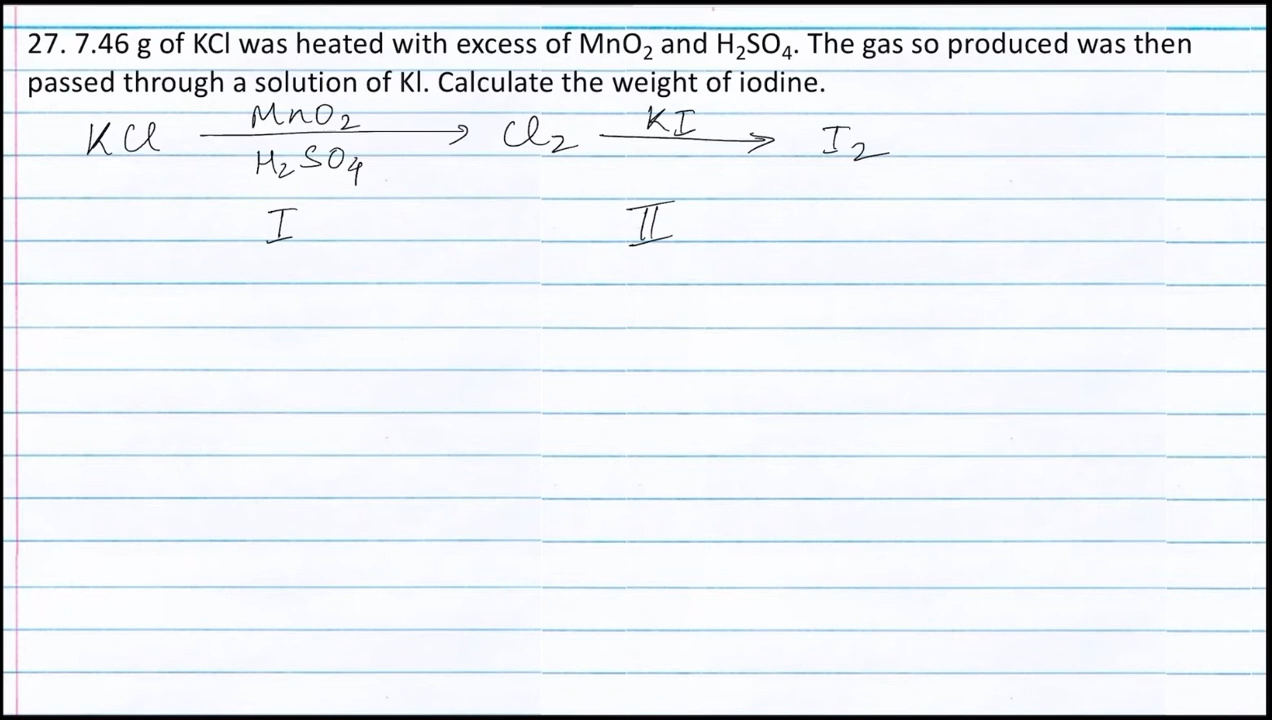 27. 7.46 g of KCl was heated with excess of MnO₂ and H₂SO₄. The gas so produced was then
passed through a solution of Kl. Calculate the weight of iodine.
KCl —MnO₂/H₂SO₄→ Cl₂ —KI→ I₂
I II